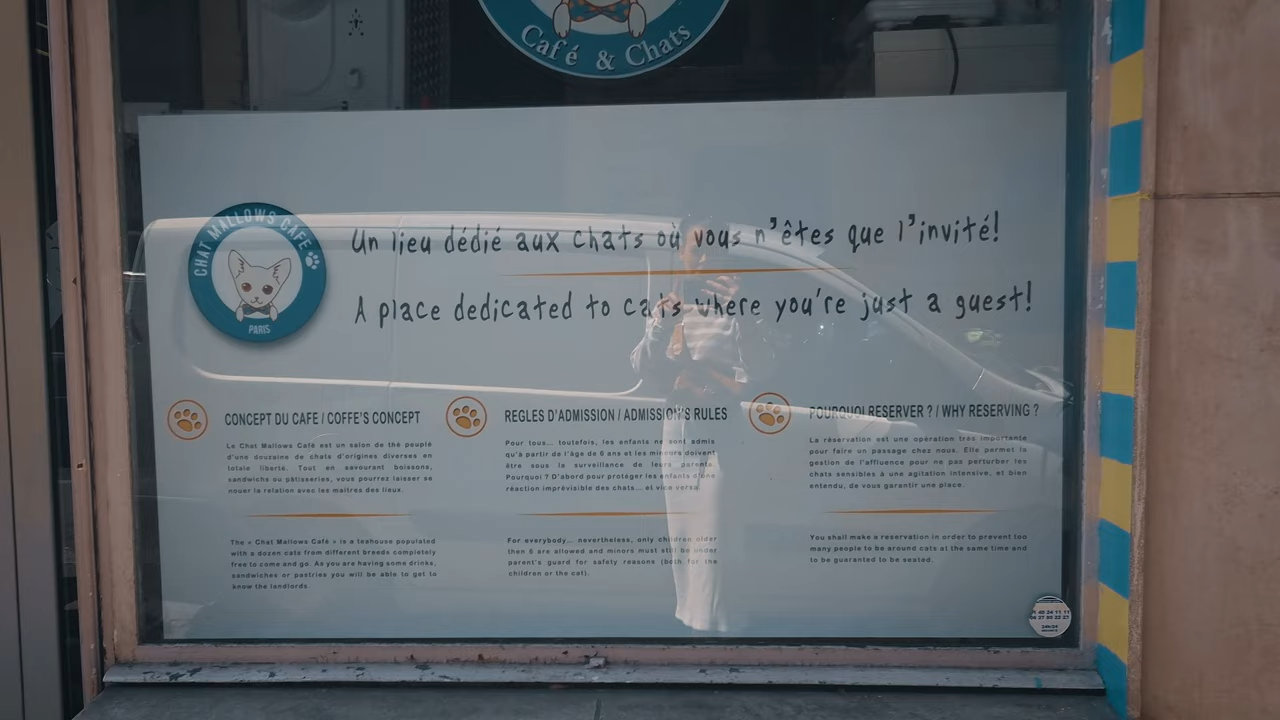 Café & Chats
CHAT MALLOWS CAFE
PARIS
Un lieu dédié aux chats où vous n'êtes que l'invité!
A place dedicated to cats where you're just a guest!
CONCEPT DU CAFE / COFFE'S CONCEPT
Le Chat Mallows Café est un salon de thé peuplé
d'une douzaine de chats d'origines diverses en
totale liberté. Tout en savourant boissons,
sandwichs ou pâtisseries, vous pourrez laisser se
nouer la relation avec les maitres des lieux.
The « Chat Mallows Café » is a teahouse populated
with a dozen cats from different breeds completely
free to come and go. As you are having some drinks,
sandwiches or pastries you will be able to get to
know the landlords.
REGLES D'ADMISSION / ADMISSION'S RULES
Pour tous... toutefois, les enfants ne sont admis
qu'à partir de l'âge de 6 ans et les mineurs doivent
être sous la surveillance de leurs parents.
Pourquoi ? D'abord pour protéger les enfants d'une
réaction imprévisible des chats... et vice versa.
For everybody... nevertheless, only children older
then 6 are allowed and minors must still be under
parent's guard for safety reasons (both for the
children or the cat).
POURQUOI RESERVER ? / WHY RESERVING ?
La réservation est une opération très importante
pour faire un passage chez nous. Elle permet la
gestion de l'affluence pour ne pas perturber les
chats sensibles à une agitation intensive, et bien
entendu, de vous garantir une place.
You shall make a reservation in order to prevent too
many people to be around cats at the same time and
to be guaranted to be seated.
24h/24